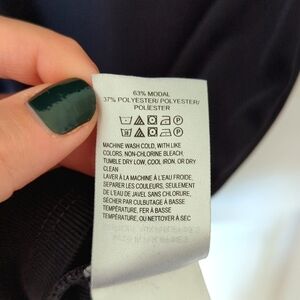 63% MODAL
37% POLYESTER/ POLYESTER/
POLIÉSTER
MACHINE WASH COLD, WITH LIKE
COLORS. NON-CHLORINE BLEACH,
TUMBLE DRY LOW, COOL IRON, OR DRY
CLEAN
LAVER À LA MACHINE À L'EAU FROIDE,
SEPARER LES COULEURS, SEULEMENT
DE L'EAU DE JAVEL SANS CHLORURE,
SÉCHER PAR CULBUTAGE À BASSE
TEMPÉRATURE, FER À BASSE
TEMPÉRATURE, OU NETTOYER À SEC